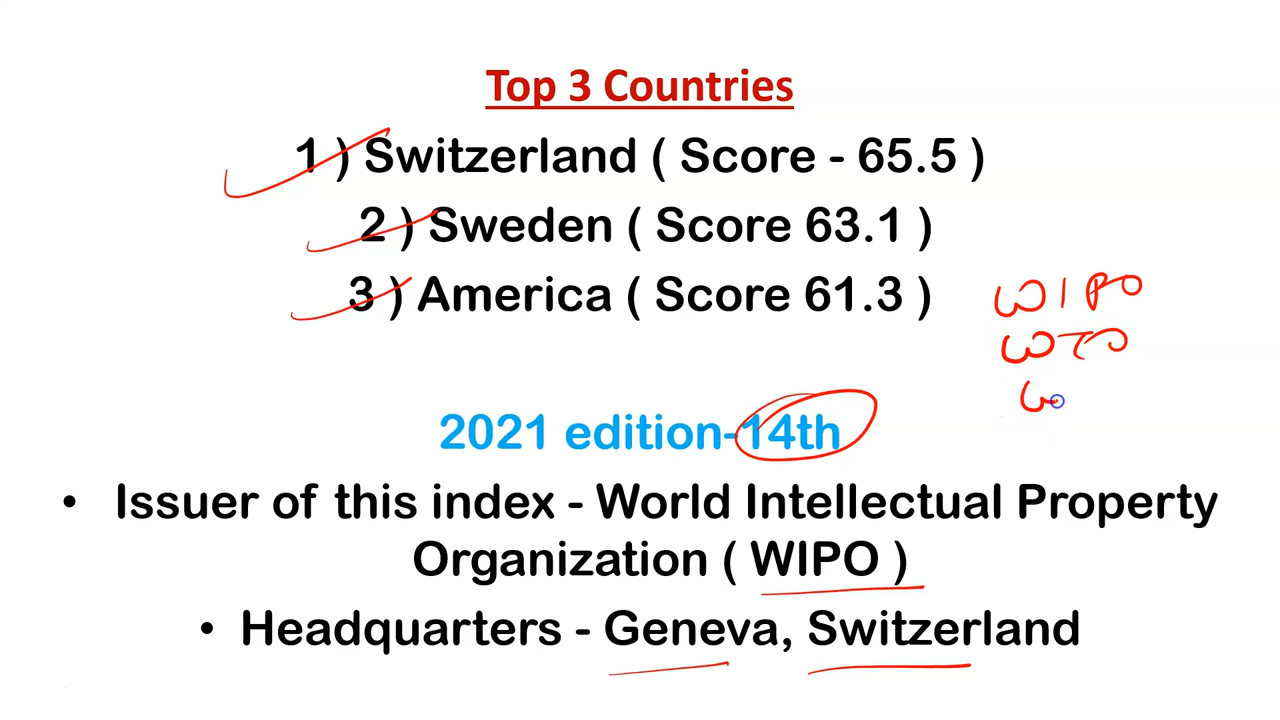 Top 3 Countries
1 ) Switzerland ( Score - 65.5 )
2 ) Sweden ( Score 63.1 )
3 ) America ( Score 61.3 )
WIPO
WTO
2021 edition-14th
• Issuer of this index - World Intellectual Property
Organization ( WIPO )
• Headquarters - Geneva, Switzerland